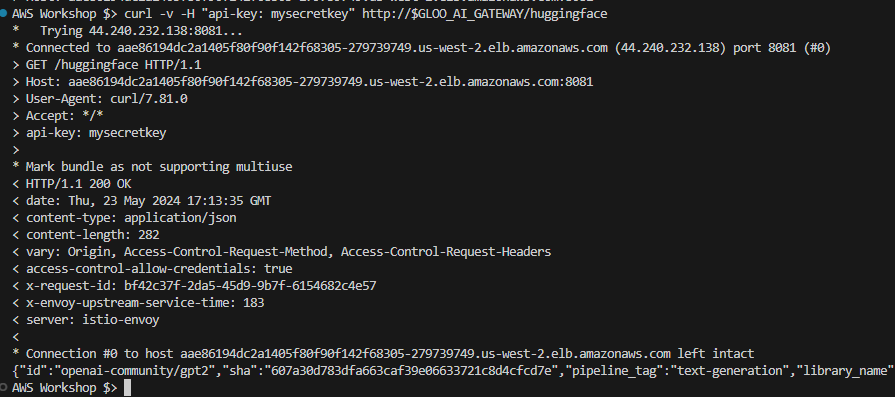 AWS Workshop $> curl -v -H "api-key: mysecretkey" http://$GLOO_AI_GATEWAY/huggingface
*   Trying 44.240.232.138:8081...
* Connected to aae86194dc2a1405f80f90f142f68305-279739749.us-west-2.elb.amazonaws.com (44.240.232.138) port 8081 (#0)
> GET /huggingface HTTP/1.1
> Host: aae86194dc2a1405f80f90f142f68305-279739749.us-west-2.elb.amazonaws.com:8081
> User-Agent: curl/7.81.0
> Accept: */*
> api-key: mysecretkey
>
* Mark bundle as not supporting multiuse
< HTTP/1.1 200 OK
< date: Thu, 23 May 2024 17:13:35 GMT
< content-type: application/json
< content-length: 282
< vary: Origin, Access-Control-Request-Method, Access-Control-Request-Headers
< access-control-allow-credentials: true
< x-request-id: bf42c37f-2da5-45d9-9b7f-6154682c4e57
< x-envoy-upstream-service-time: 183
< server: istio-envoy
<
* Connection #0 to host aae86194dc2a1405f80f90f142f68305-279739749.us-west-2.elb.amazonaws.com left intact
{"id":"openai-community/gpt2","sha":"607a30d783dfa663caf39e06633721c8d4cfcd7e","pipeline_tag":"text-generation","library_name"
AWS Workshop $>